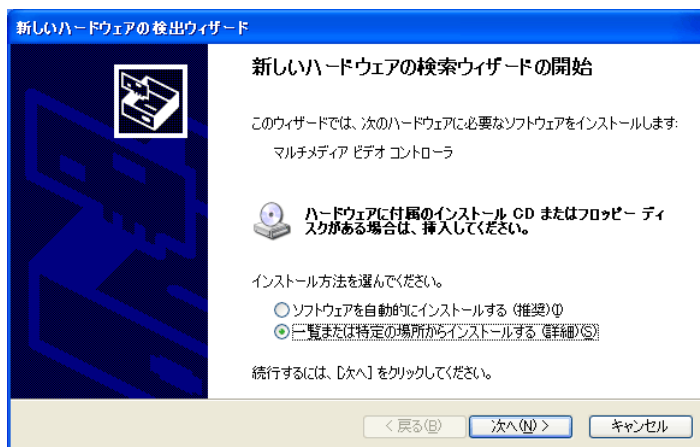 新しいハードウェアの検出ウィザード
新しいハードウェアの検索ウィザードの開始
このウィザードでは、次のハードウェアに必要なソフトウェアをインストールします:
マルチメディア ビデオ コントローラ
ハードウェアに付属のインストール CD またはフロッピー ディ
スクがある場合は、挿入してください。
インストール方法を選んでください。
ソフトウェアを自動的にインストールする (推奨)(I)
一覧または特定の場所からインストールする (詳細)(S)
続行するには、[次へ] をクリックしてください。
< 戻る(B) 次へ(N) > キャンセル